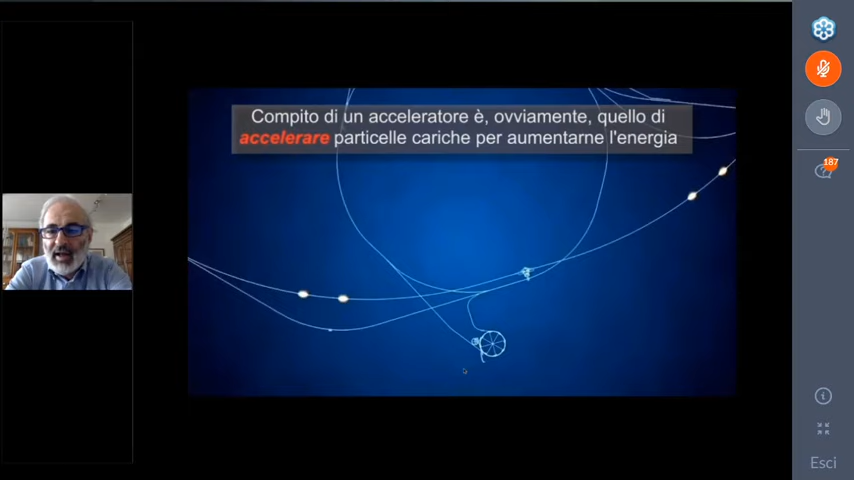 Compito di un acceleratore è, ovviamente, quello di
accelerare particelle cariche per aumentarne l'energia
187
Esci